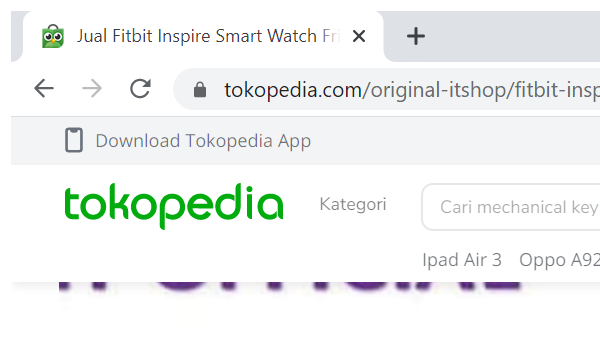 Jual Fitbit Inspire Smart Watch Fri
tokopedia.com/original-itshop/fitbit-insp
Download Tokopedia App
tokopedia
Kategori
Cari mechanical key
Ipad Air 3 Oppo A92